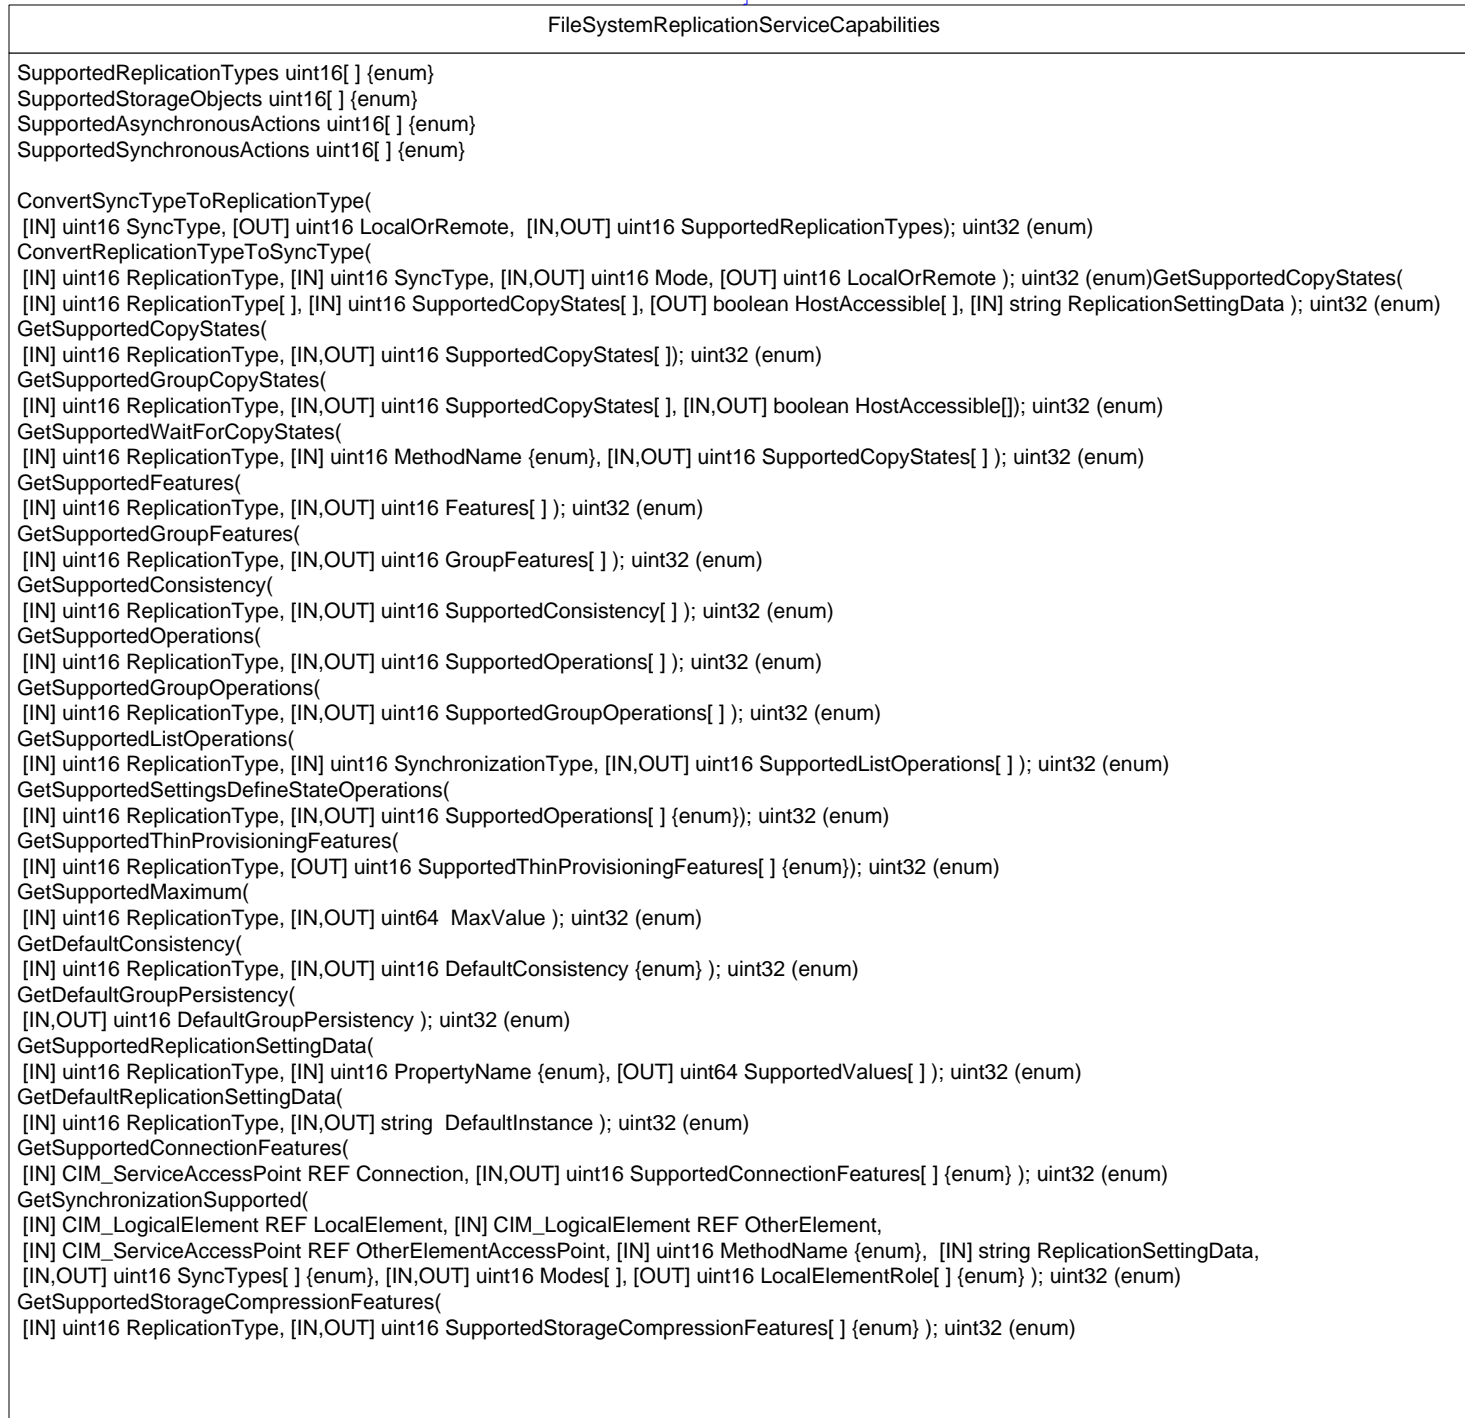 FileSystemReplicationServiceCapabilities
SupportedReplicationTypes uint16[ ] {enum}
SupportedStorageObjects uint16[ ] {enum}
SupportedAsynchronousActions uint16[ ] {enum}
SupportedSynchronousActions uint16[ ] {enum}
ConvertSyncTypeToReplicationType(
[IN] uint16 SyncType, [OUT] uint16 LocalOrRemote,  [IN,OUT] uint16 SupportedReplicationTypes); uint32 (enum)
ConvertReplicationTypeToSyncType(
[IN] uint16 ReplicationType, [IN] uint16 SyncType, [IN,OUT] uint16 Mode, [OUT] uint16 LocalOrRemote ); uint32 (enum)GetSupportedCopyStates(
[IN] uint16 ReplicationType[ ], [IN] uint16 SupportedCopyStates[ ], [OUT] boolean HostAccessible[ ], [IN] string ReplicationSettingData ); uint32 (enum)
GetSupportedCopyStates(
[IN] uint16 ReplicationType, [IN,OUT] uint16 SupportedCopyStates[ ]); uint32 (enum)
GetSupportedGroupCopyStates(
[IN] uint16 ReplicationType, [IN,OUT] uint16 SupportedCopyStates[ ], [IN,OUT] boolean HostAccessible[]); uint32 (enum)
GetSupportedWaitForCopyStates(
[IN] uint16 ReplicationType, [IN] uint16 MethodName {enum}, [IN,OUT] uint16 SupportedCopyStates[ ] ); uint32 (enum)
GetSupportedFeatures(
[IN] uint16 ReplicationType, [IN,OUT] uint16 Features[ ] ); uint32 (enum)
GetSupportedGroupFeatures(
[IN] uint16 ReplicationType, [IN,OUT] uint16 GroupFeatures[ ] ); uint32 (enum)
GetSupportedConsistency(
[IN] uint16 ReplicationType, [IN,OUT] uint16 SupportedConsistency[ ] ); uint32 (enum)
GetSupportedOperations(
[IN] uint16 ReplicationType, [IN,OUT] uint16 SupportedOperations[ ] ); uint32 (enum)
GetSupportedGroupOperations(
[IN] uint16 ReplicationType, [IN,OUT] uint16 SupportedGroupOperations[ ] ); uint32 (enum)
GetSupportedListOperations(
[IN] uint16 ReplicationType, [IN] uint16 SynchronizationType, [IN,OUT] uint16 SupportedListOperations[ ] ); uint32 (enum)
GetSupportedSettingsDefineStateOperations(
[IN] uint16 ReplicationType, [IN,OUT] uint16 SupportedOperations[ ] {enum}); uint32 (enum)
GetSupportedThinProvisioningFeatures(
[IN] uint16 ReplicationType, [OUT] uint16 SupportedThinProvisioningFeatures[ ] {enum}); uint32 (enum)
GetSupportedMaximum(
[IN] uint16 ReplicationType, [IN,OUT] uint64  MaxValue ); uint32 (enum)
GetDefaultConsistency(
[IN] uint16 ReplicationType, [IN,OUT] uint16 DefaultConsistency {enum} ); uint32 (enum)
GetDefaultGroupPersistency(
[IN,OUT] uint16 DefaultGroupPersistency ); uint32 (enum)
GetSupportedReplicationSettingData(
[IN] uint16 ReplicationType, [IN] uint16 PropertyName {enum}, [OUT] uint64 SupportedValues[ ] ); uint32 (enum)
GetDefaultReplicationSettingData(
[IN] uint16 ReplicationType, [IN,OUT] string  DefaultInstance ); uint32 (enum)
GetSupportedConnectionFeatures(
[IN] CIM_ServiceAccessPoint REF Connection, [IN,OUT] uint16 SupportedConnectionFeatures[ ] {enum} ); uint32 (enum)
GetSynchronizationSupported(
[IN] CIM_LogicalElement REF LocalElement, [IN] CIM_LogicalElement REF OtherElement,
[IN] CIM_ServiceAccessPoint REF OtherElementAccessPoint, [IN] uint16 MethodName {enum},  [IN] string ReplicationSettingData,
[IN,OUT] uint16 SyncTypes[ ] {enum}, [IN,OUT] uint16 Modes[ ], [OUT] uint16 LocalElementRole[ ] {enum} ); uint32 (enum)
GetSupportedStorageCompressionFeatures(
[IN] uint16 ReplicationType, [IN,OUT] uint16 SupportedStorageCompressionFeatures[ ] {enum} ); uint32 (enum)